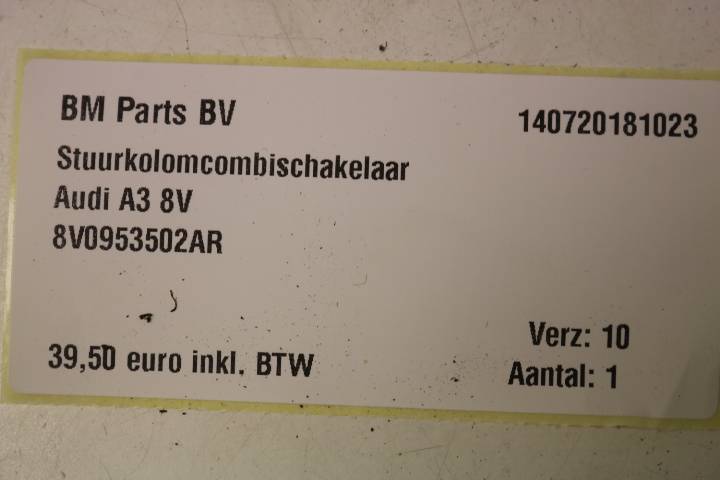 BM Parts BV
140720181023
Stuurkolomcombischakelaar
Audi A3 8V
8V0953502AR
Verz: 10
39,50 euro inkl. BTW
Aantal: 1